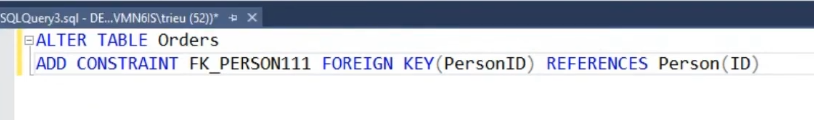 SQLQuery3.sql - DE...VMN6IS\trieu (52))*
ALTER TABLE Orders
ADD CONSTRAINT FK_PERSON111 FOREIGN KEY(PersonID) REFERENCES Person(ID)